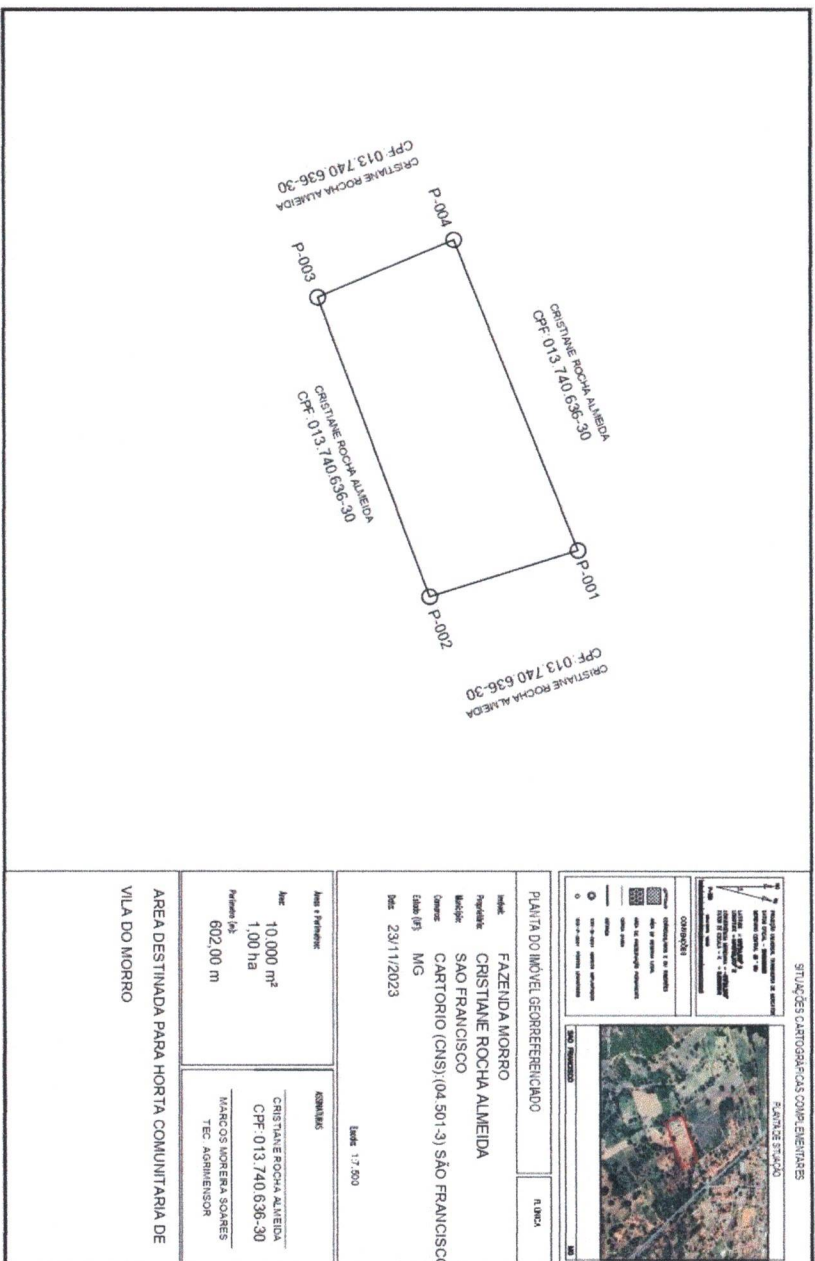 CRISTIANE ROCHA ALMEIDA
CPF:013.740.636-30
P-004
P-003
CRISTIANE ROCHA ALMEIDA
CPF:013.740.636-30
CRISTIANE ROCHA ALMEIDA
CPF:013.740.636-30
P-001
P-002
CRISTIANE ROCHA ALMEIDA
CPF:013.740.636-30
SITUAÇÕES CARTOGRÁFICAS COMPLEMENTARES
PLANTA DE SITUAÇÃO
CONVENÇÕES
SAO FRANCISCO
MG
PLANTA DO IMÓVEL GEORREFERENCIADO
FL ÚNICA
Imóvel: FAZENDA MORRO
Proprietário: CRISTIANE ROCHA ALMEIDA
Município: SAO FRANCISCO
Comarca: CARTORIO (CNS):(04.501-3) SÃO FRANCISCO
Estado (UF): MG
Data: 23/11/2023
Escala: 1:7.500
Áreas e Perímetros:
Área: 10.000 m²
1,00 ha
Perímetro (m):
602,00 m
ASSINATURAS
CRISTIANE ROCHA ALMEIDA
CPF:013.740.636-30
MARCOS MOREIRA SOARES
TEC. AGRIMENSOR
AREA DESTINADA PARA HORTA COMUNITARIA DE
VILA DO MORRO